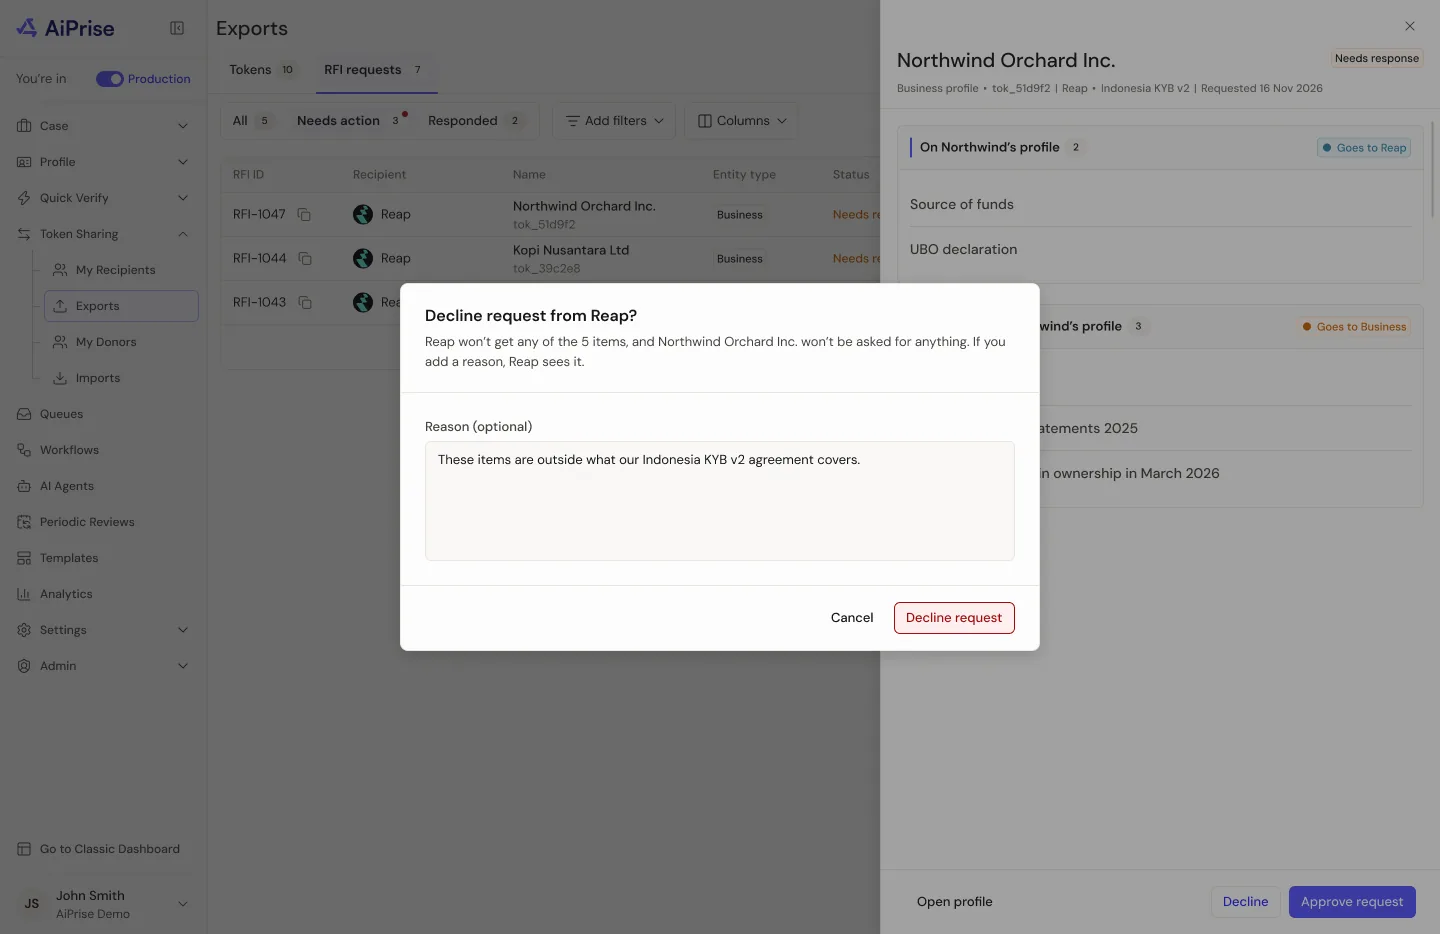 AiPrise
You're in
Production
Case
Profile
Quick Verify
Token Sharing
My Recipients
Exports
My Donors
Imports
Queues
Workflows
AI Agents
Periodic Reviews
Templates
Analytics
Settings
Admin
Go to Classic Dashboard
JS
John Smith
AiPrise Demo
Exports
Tokens 10
RFI requests 7
All 5
Needs action 3
Responded 2
Add filters
Columns
RFI ID Recipient Name Entity type Status
RFI-1047 Reap Northwind Orchard Inc. Business Needs re
tok_51d9f2
RFI-1044 Reap Kopi Nusantara Ltd Business Needs re
tok_39c2e8
RFI-1043 Rea
Northwind Orchard Inc.
Needs response
Business profile • tok_51d9f2 | Reap • Indonesia KYB v2 | Requested 16 Nov 2026
On Northwind’s profile 2
Goes to Reap
Source of funds
UBO declaration
wind’s profile 3
Goes to Business
atements 2025
in ownership in March 2026
Open profile
Decline
Approve request
Decline request from Reap?
Reap won’t get any of the 5 items, and Northwind Orchard Inc. won’t be asked for anything. If you
add a reason, Reap sees it.
Reason (optional)
These items are outside what our Indonesia KYB v2 agreement covers.
Cancel
Decline request